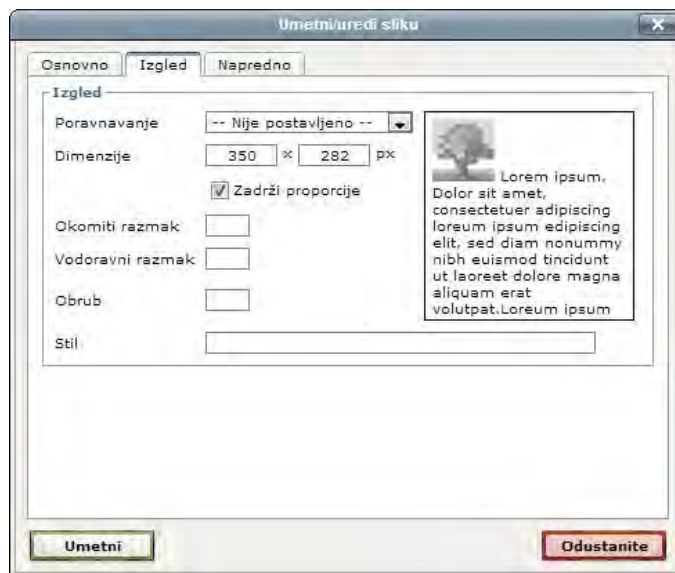 Umetni/uredi sliku
Osnovno Izgled Napredno
Izgled
Poravnavanje -- Nije postavljeno --
Dimenzije 350 x 282 px
Zadrži proporcije
Okomiti razmak
Vodoravni razmak
Obrub
Stil
Lorem ipsum,
Dolor sit amet,
consectetuer adipiscing
loreum ipsum edipiscing
elit, sed diam nonummy
nibh euismod tincidunt
ut laoreet dolore magna
aliquam erat
volutpat.Loreum ipsum
Umetni Odustanite